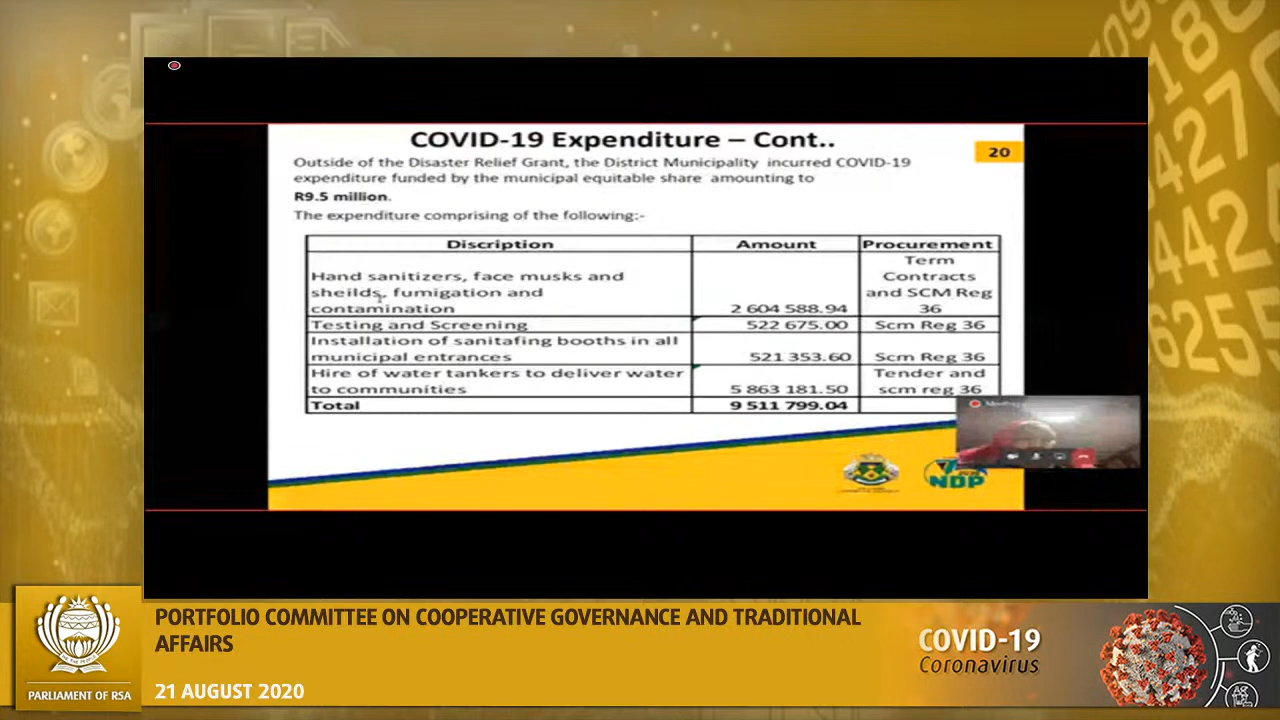 COVID-19 Expenditure – Cont..
20
Outside of the Disaster Relief Grant, the District Municipality incurred COVID-19
expenditure funded by the municipal equitable share amounting to
R9.5 million.
The expenditure comprising of the following:-
Discription
Amount
Procurement
Hand sanitizers, face musks and
sheilds, fumigation and
contamination
2 604 588.94
Term
Contracts
and SCM Reg
36
Testing and Screening
522 675.00
Scm Reg 36
Installation of sanitafing booths in all
municipal entrances
521 353.60
Scm Reg 36
Hire of water tankers to deliver water
to communities
5 863 181.50
Tender and
scm reg 36
Total
9 511 799.04
NDP
PORTFOLIO COMMITTEE ON COOPERATIVE GOVERNANCE AND TRADITIONAL
AFFAIRS
21 AUGUST 2020
PARLIAMENT OF RSA
COVID-19
Coronavirus